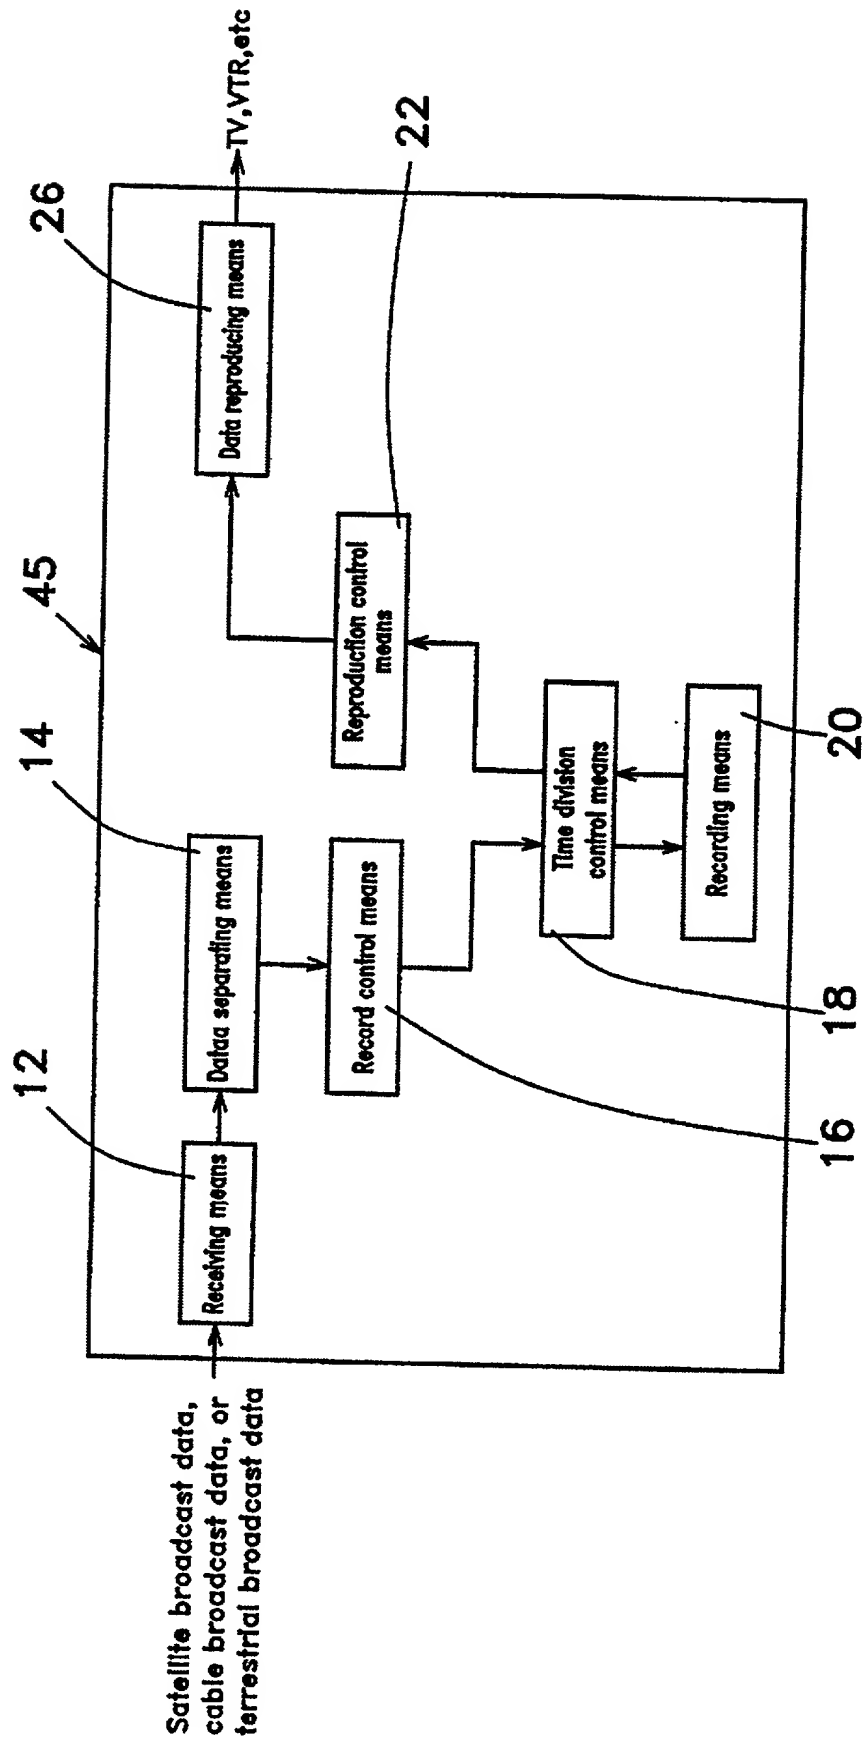 45
26
TV,VTR,etc
14
12
Data reproducing means
22
Dataa separating means
Receiving means
Satellite broadcast data,
cable broadcast data, or
terrestrial broadcast data
Reproduction control
means
Record control means
Time division
control means
Recording means
16
18
20